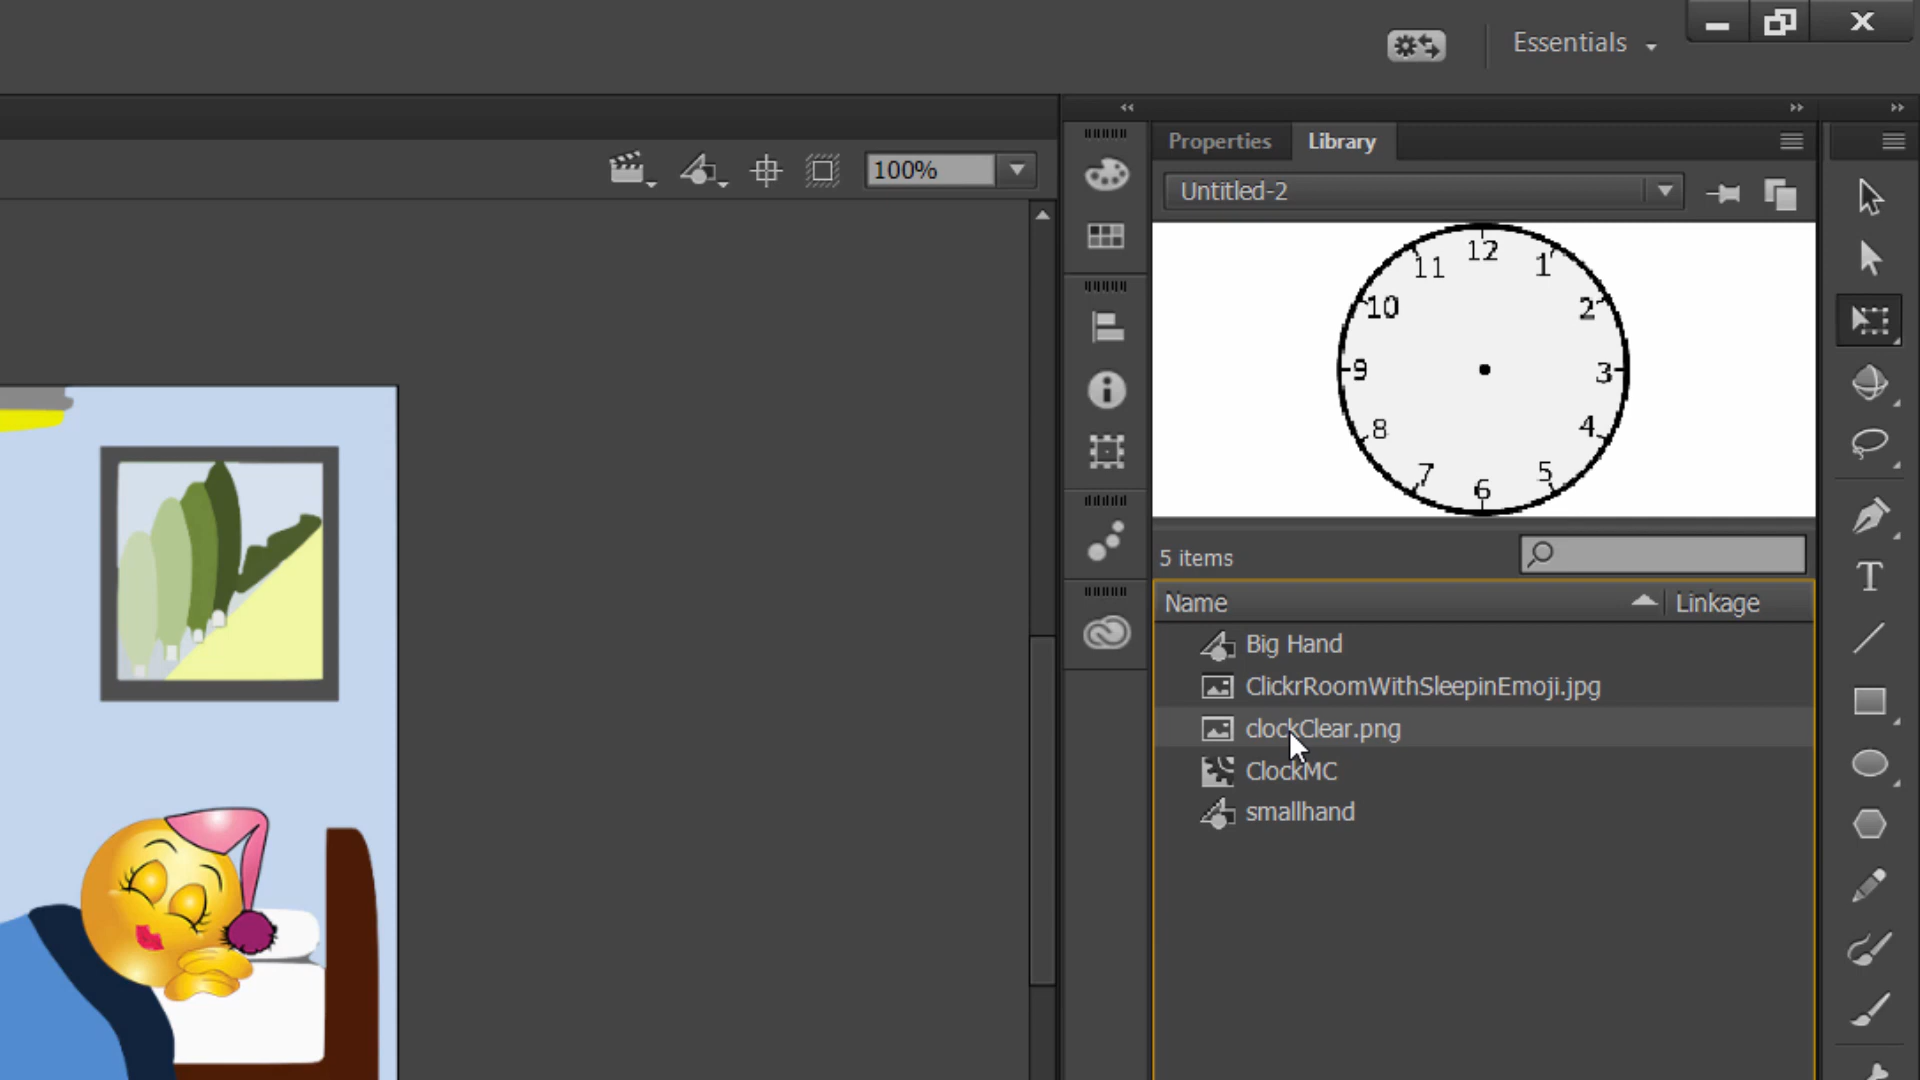 Essentials
100%
Properties
Library
Untitled-2
12
11
1
10
2
9
3
8
4
7
5
6
5 items
Name
Linkage
Big Hand
ClickrRoomWithSleepinEmoji.jpg
clockClear.png
ClockMC
smallhand